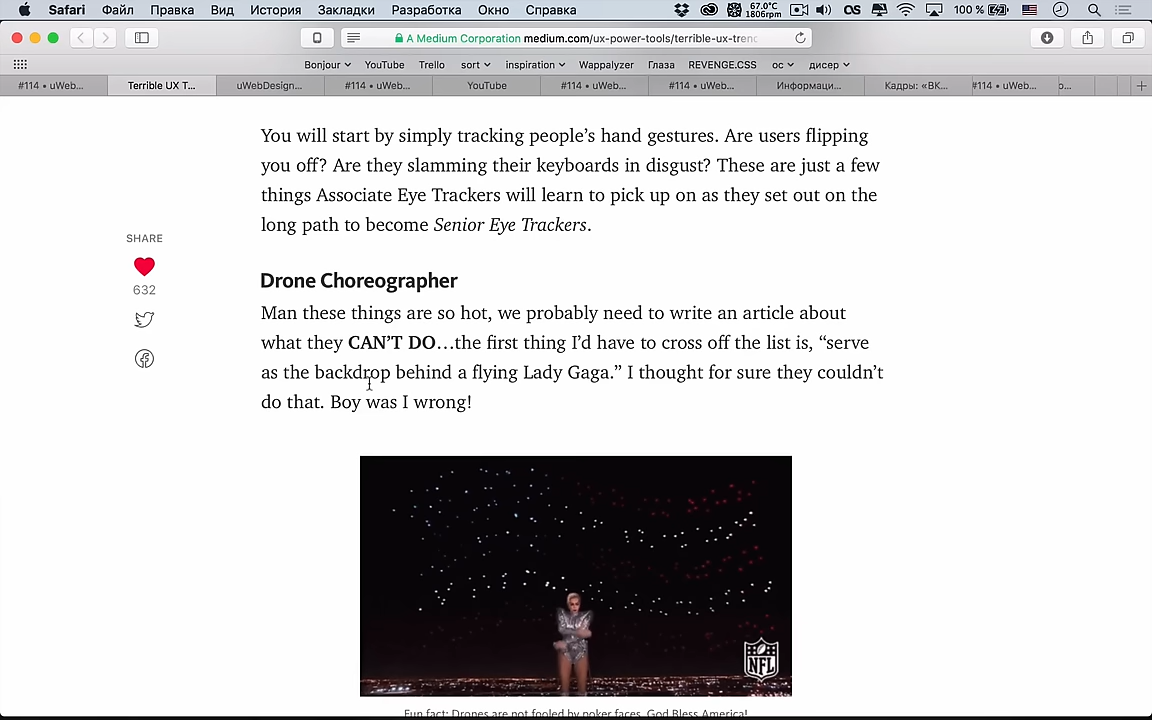 Safari Файл Правка Вид История Закладки Разработка Окно Справка 67.0°C 1806rpm 100 %
A Medium Corporation medium.com/ux-power-tools/terrible-ux-tren
Bonjour YouTube Trello sort inspiration Wappalyzer Глаза REVENGE.CSS ос дисер
#114 • uWeb... Terrible UX T... uWebDesign... #114 • uWeb... YouTube #114 • uWeb... #114 • uWeb... Информаци... Кадры: «ВК... #114 • uWeb...
You will start by simply tracking people’s hand gestures. Are users flipping
you off? Are they slamming their keyboards in disgust? These are just a few
things Associate Eye Trackers will learn to pick up on as they set out on the
long path to become Senior Eye Trackers.
SHARE
632
Drone Choreographer
Man these things are so hot, we probably need to write an article about
what they CAN’T DO…the first thing I’d have to cross off the list is, “serve
as the backdrop behind a flying Lady Gaga.” I thought for sure they couldn’t
do that. Boy was I wrong!
NFL
Fun fact: Drones are not fooled by poker faces. God Bless America!